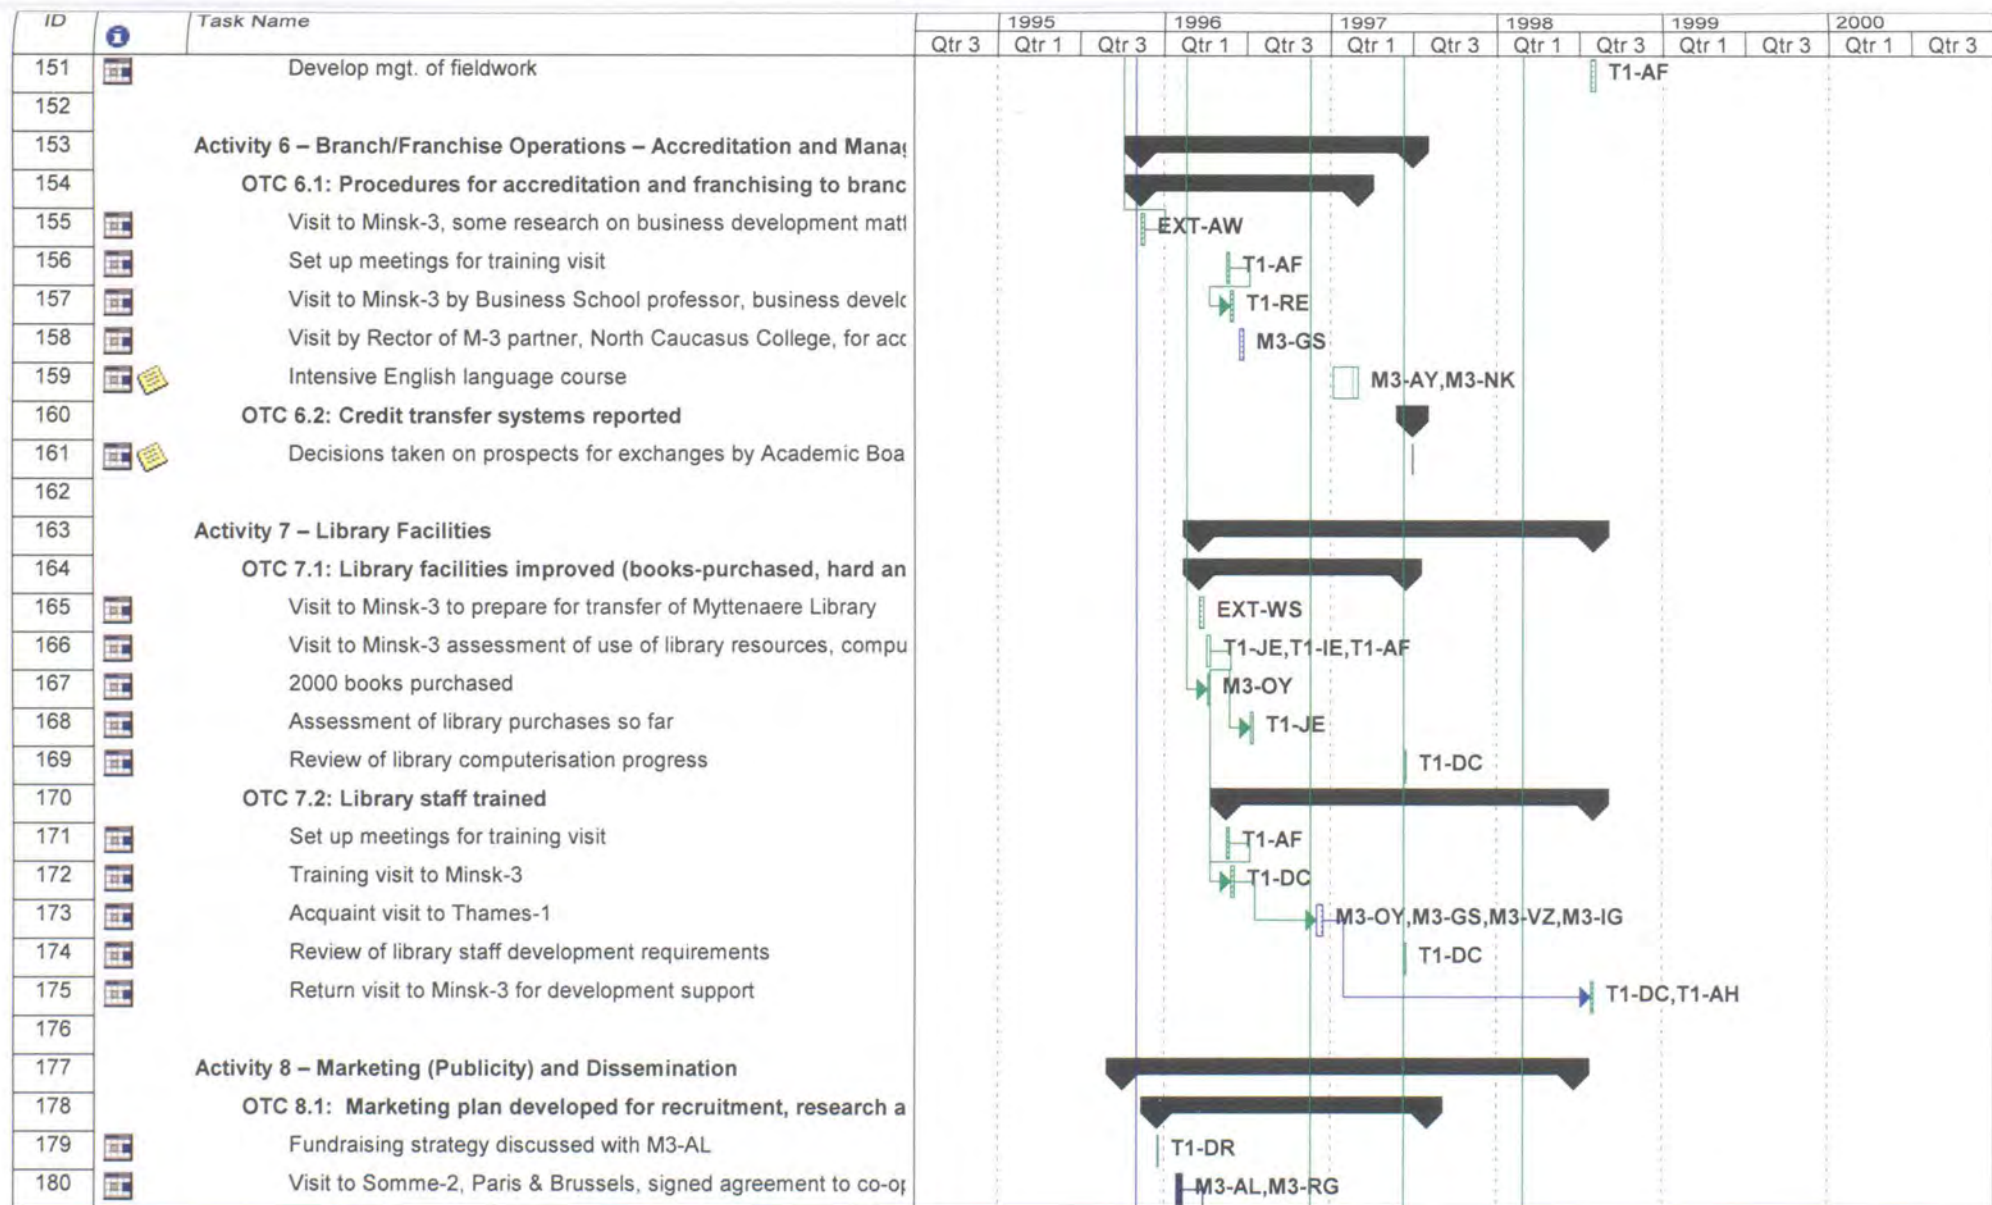 ID Task Name 1995 1996 1997 1998 1999 2000
Qtr 3 Qtr 1 Qtr 3 Qtr 1 Qtr 3 Qtr 1 Qtr 3 Qtr 1 Qtr 3 Qtr 1 Qtr 3 Qtr 1 Qtr 3
151 Develop mgt. of fieldwork T1-AF
152
153 Activity 6 – Branch/Franchise Operations – Accreditation and Manag
154 OTC 6.1: Procedures for accreditation and franchising to branc
155 Visit to Minsk-3, some research on business development matt EXT-AW
156 Set up meetings for training visit T1-AF
157 Visit to Minsk-3 by Business School professor, business develo T1-RE
158 Visit by Rector of M-3 partner, North Caucasus College, for acc M3-GS
159 Intensive English language course M3-AY,M3-NK
160 OTC 6.2: Credit transfer systems reported
161 Decisions taken on prospects for exchanges by Academic Boa
162
163 Activity 7 – Library Facilities
164 OTC 7.1: Library facilities improved (books-purchased, hard an
165 Visit to Minsk-3 to prepare for transfer of Myttenaere Library EXT-WS
166 Visit to Minsk-3 assessment of use of library resources, compu T1-JE,T1-IE,T1-AF
167 2000 books purchased M3-OY
168 Assessment of library purchases so far T1-JE
169 Review of library computerisation progress T1-DC
170 OTC 7.2: Library staff trained
171 Set up meetings for training visit T1-AF
172 Training visit to Minsk-3 T1-DC
173 Acquaint visit to Thames-1 M3-OY,M3-GS,M3-VZ,M3-IG
174 Review of library staff development requirements T1-DC
175 Return visit to Minsk-3 for development support T1-DC,T1-AH
176
177 Activity 8 – Marketing (Publicity) and Dissemination
178 OTC 8.1: Marketing plan developed for recruitment, research a
179 Fundraising strategy discussed with M3-AL T1-DR
180 Visit to Somme-2, Paris & Brussels, signed agreement to co-op M3-AL,M3-RG